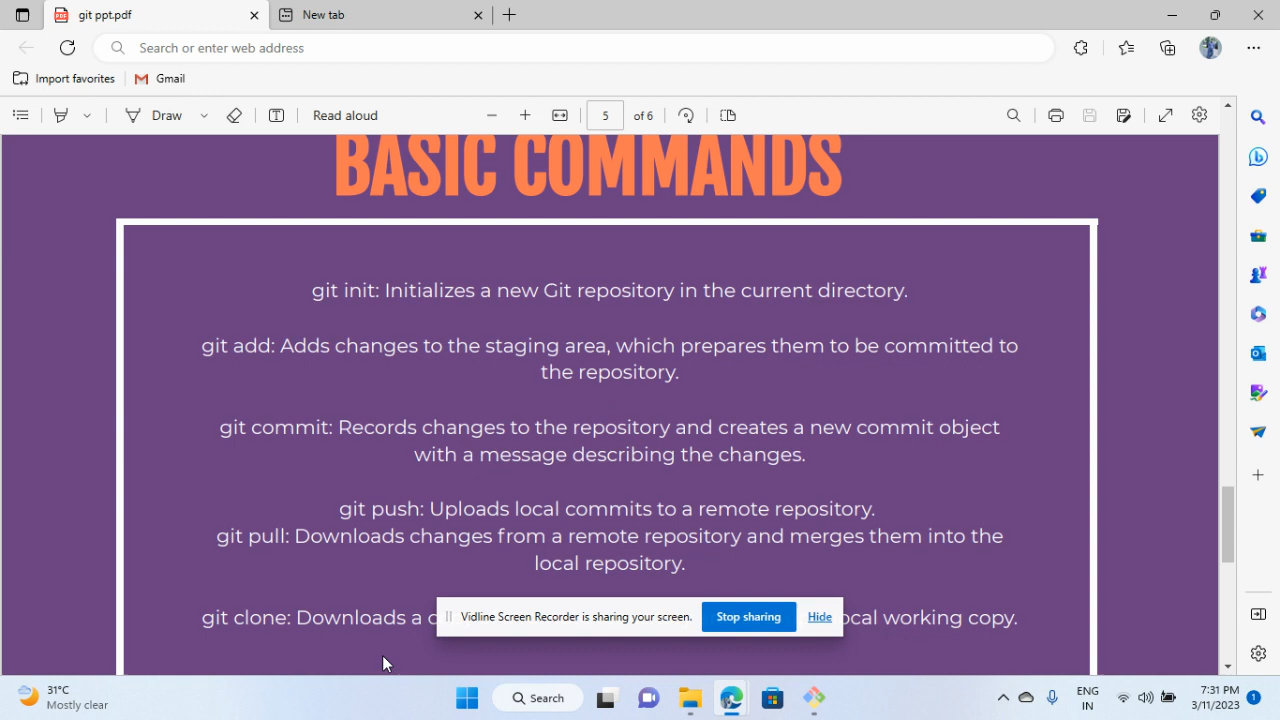 git ppt.pdf
New tab
Search or enter web address
Import favorites
Gmail
Draw
Read aloud
5
of 6
BASIC COMMANDS
git init: Initializes a new Git repository in the current directory.
git add: Adds changes to the staging area, which prepares them to be committed to
the repository.
git commit: Records changes to the repository and creates a new commit object
with a message describing the changes.
git push: Uploads local commits to a remote repository.
git pull: Downloads changes from a remote repository and merges them into the
local repository.
git clone: Downloads a
working copy.
Vidline Screen Recorder is sharing your screen.
Stop sharing
Hide
31°C
Mostly clear
Search
ENG
IN
7:31 PM
3/11/2023
1